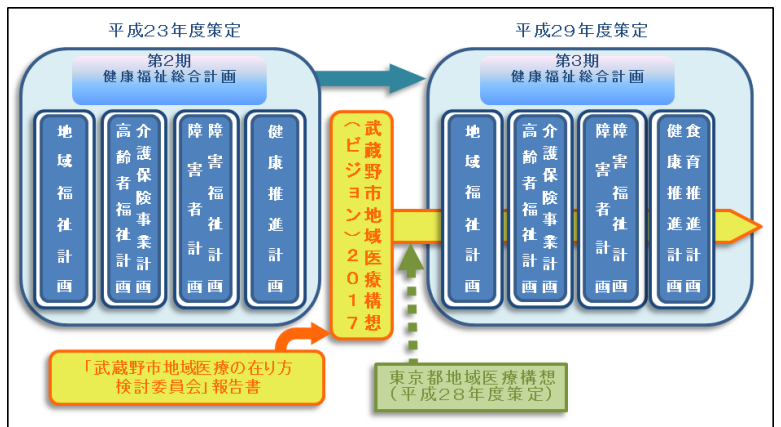 平成23年度策定
第2期
健康福祉総合計画
地域福祉計画
介護保険事業計画
高齢者福祉計画
障害福祉計画
障害者計画
健康推進計画
武蔵野市地域医療構想
(ビジョン)2017
平成29年度策定
第3期
健康福祉総合計画
地域福祉計画
介護保険事業計画
高齢者福祉計画
障害福祉計画
障害者計画
食育推進計画
健康推進計画
「武蔵野市地域医療の在り方
検討委員会」報告書
東京都地域医療構想
(平成28年度策定)